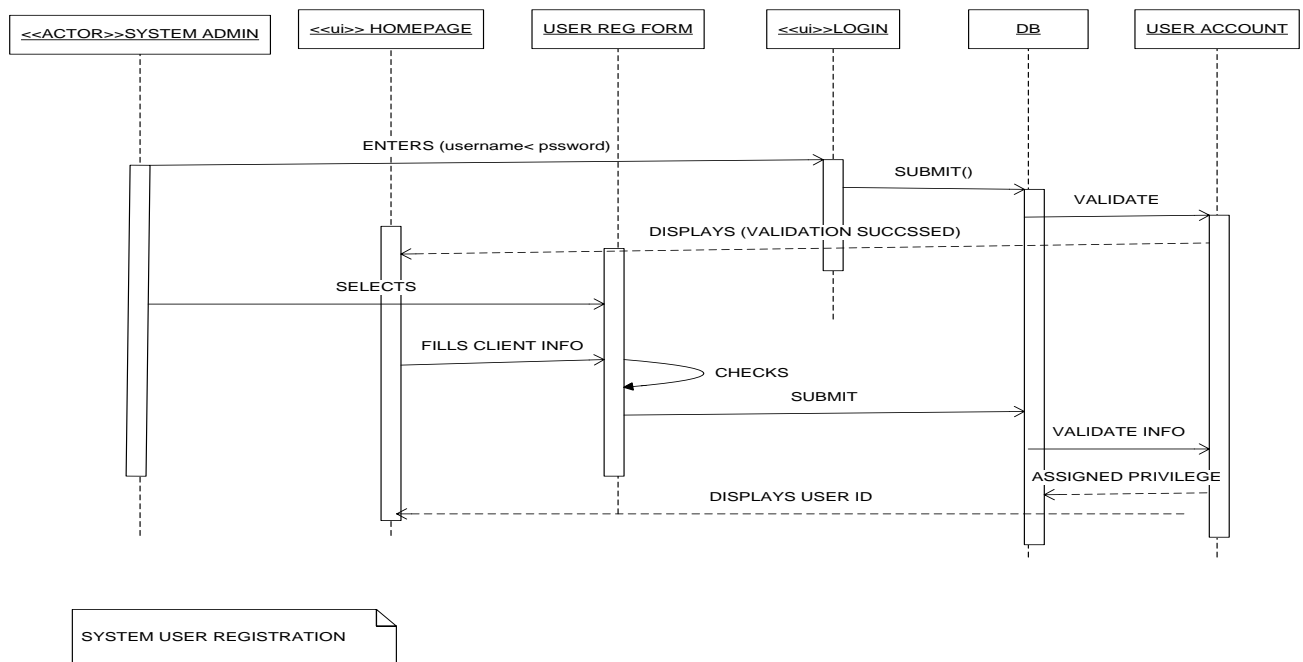 <<ACTOR>>SYSTEM ADMIN
<<ui>> HOMEPAGE
USER REG FORM
<<ui>>LOGIN
DB
USER ACCOUNT
ENTERS (username< pssword)
SUBMIT()
VALIDATE
DISPLAYS (VALIDATION SUCCSSED)
SELECTS
FILLS CLIENT INFO
CHECKS
SUBMIT
VALIDATE INFO
ASSIGNED PRIVILEGE
DISPLAYS USER ID
SYSTEM USER REGISTRATION